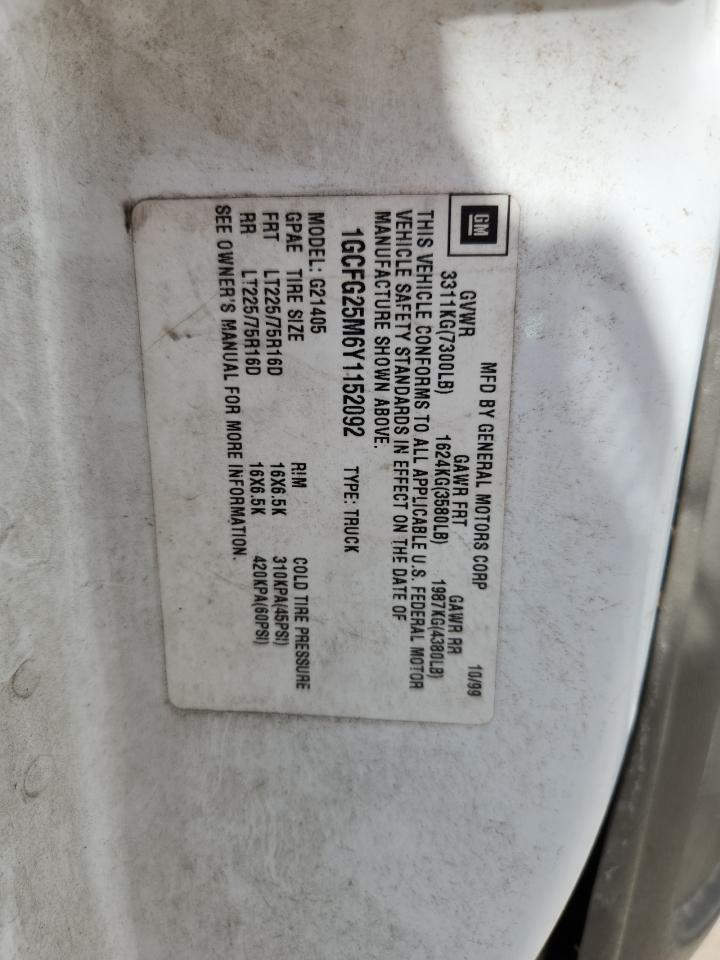 GM
MFD BY GENERAL MOTORS CORP 10/99
GVWR GAWR FRT GAWR RR
3311KG(7300LB) 1624KG(3580LB) 1987KG(4380LB)
THIS VEHICLE CONFORMS TO ALL APPLICABLE U.S. FEDERAL MOTOR
VEHICLE SAFETY STANDARDS IN EFFECT ON THE DATE OF
MANUFACTURE SHOWN ABOVE.
1GCFG25M6Y1152092 TYPE: TRUCK
MODEL: G21405
GPAE TIRE SIZE RIM COLD TIRE PRESSURE
FRT LT225/75R16D 16X6.5K 310KPA(45PSI)
RR LT225/75R16D 16X6.5K 420KPA(60PSI)
SEE OWNER'S MANUAL FOR MORE INFORMATION.